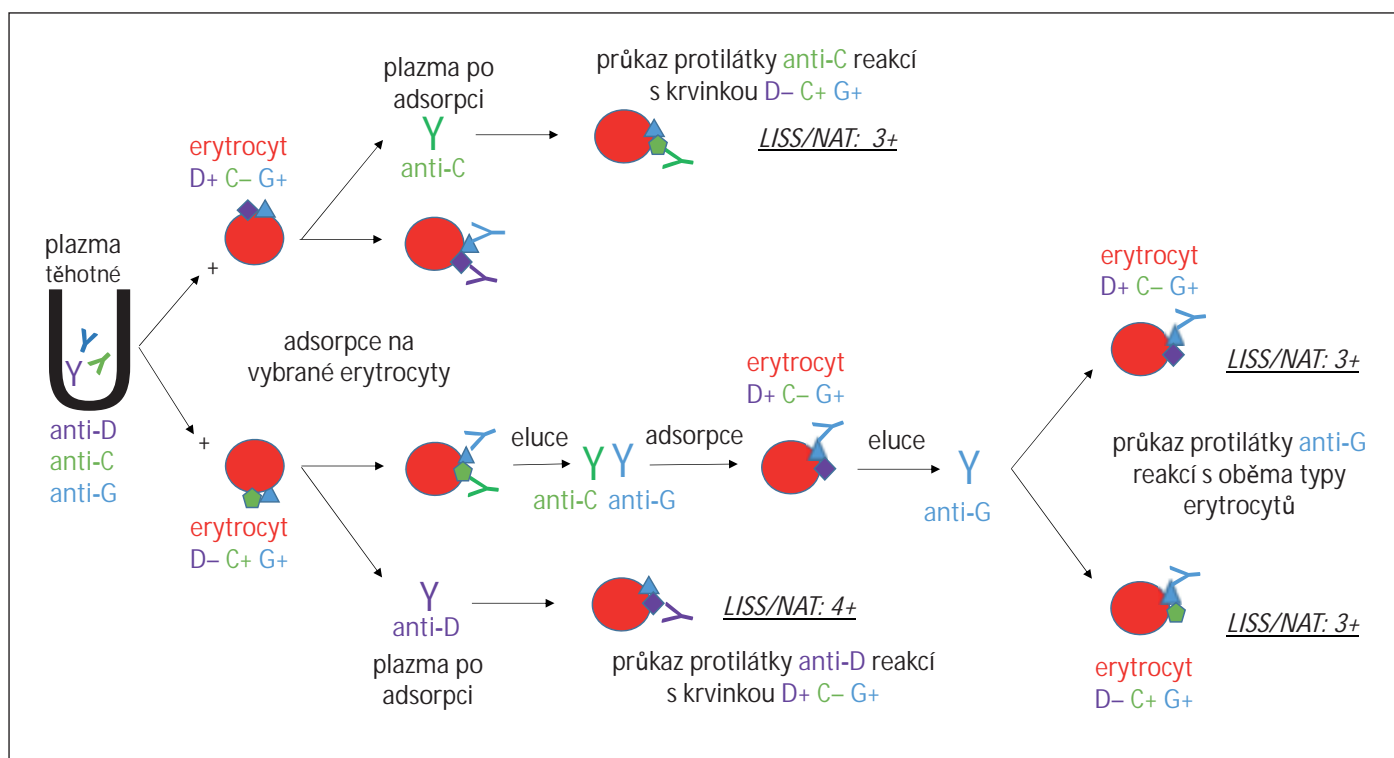 plazma
těhotné
anti-D
anti-C
anti-G
+
erytrocyt
D+ C– G+
plazma po
adsorpci
Y
anti-C
průkaz protilátky anti-C reakcí
s krvinkou D– C+ G+
LISS/NAT: 3+
adsorpce na
vybrané erytrocyty
+
erytrocyt
D– C+ G+
eluce
Y Y
anti-C anti-G
adsorpce
erytrocyt
D+ C– G+
eluce
Y
anti-G
Y
anti-D
plazma po
adsorpci
LISS/NAT: 4+
průkaz protilátky anti-D reakcí
s krvinkou D+ C– G+
erytrocyt
D+ C– G+
LISS/NAT: 3+
průkaz protilátky anti-G
reakcí s oběma typy
erytrocytů
LISS/NAT: 3+
erytrocyt
D– C+ G+